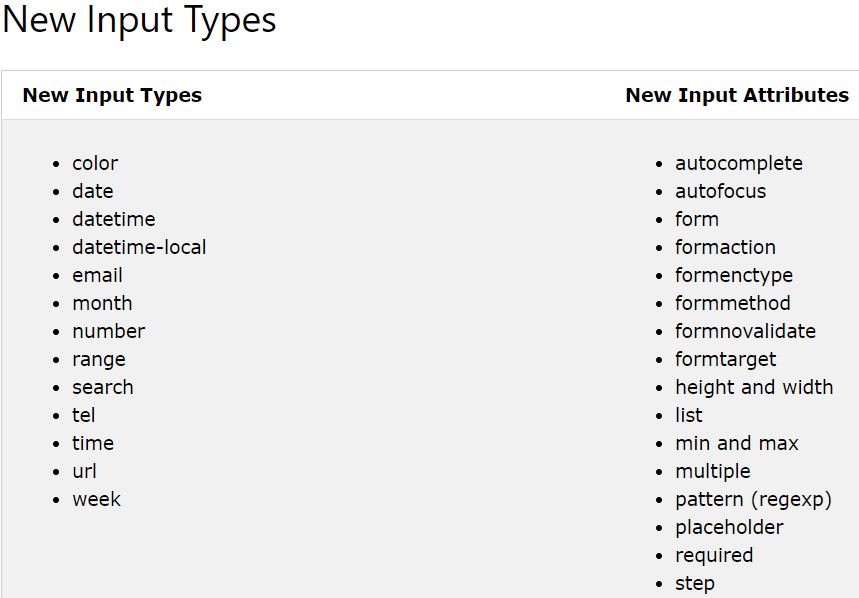 New Input Types
New Input Types
New Input Attributes
color
date
datetime
datetime-local
email
month
number
range
search
tel
time
url
week
autocomplete
autofocus
form
formaction
formenctype
formmethod
formnovalidate
formtarget
height and width
list
min and max
multiple
pattern (regexp)
placeholder
required
step